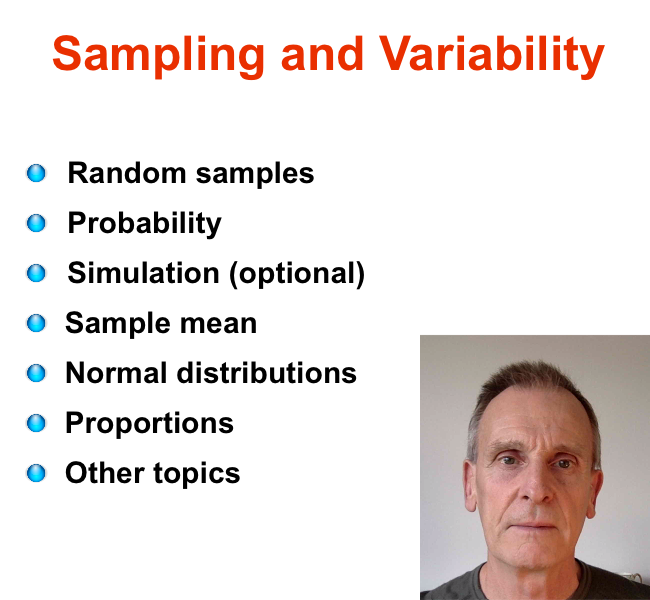 Sampling and Variability
Random samples
Probability
Simulation (optional)
Sample mean
Normal distributions
Proportions
Other topics